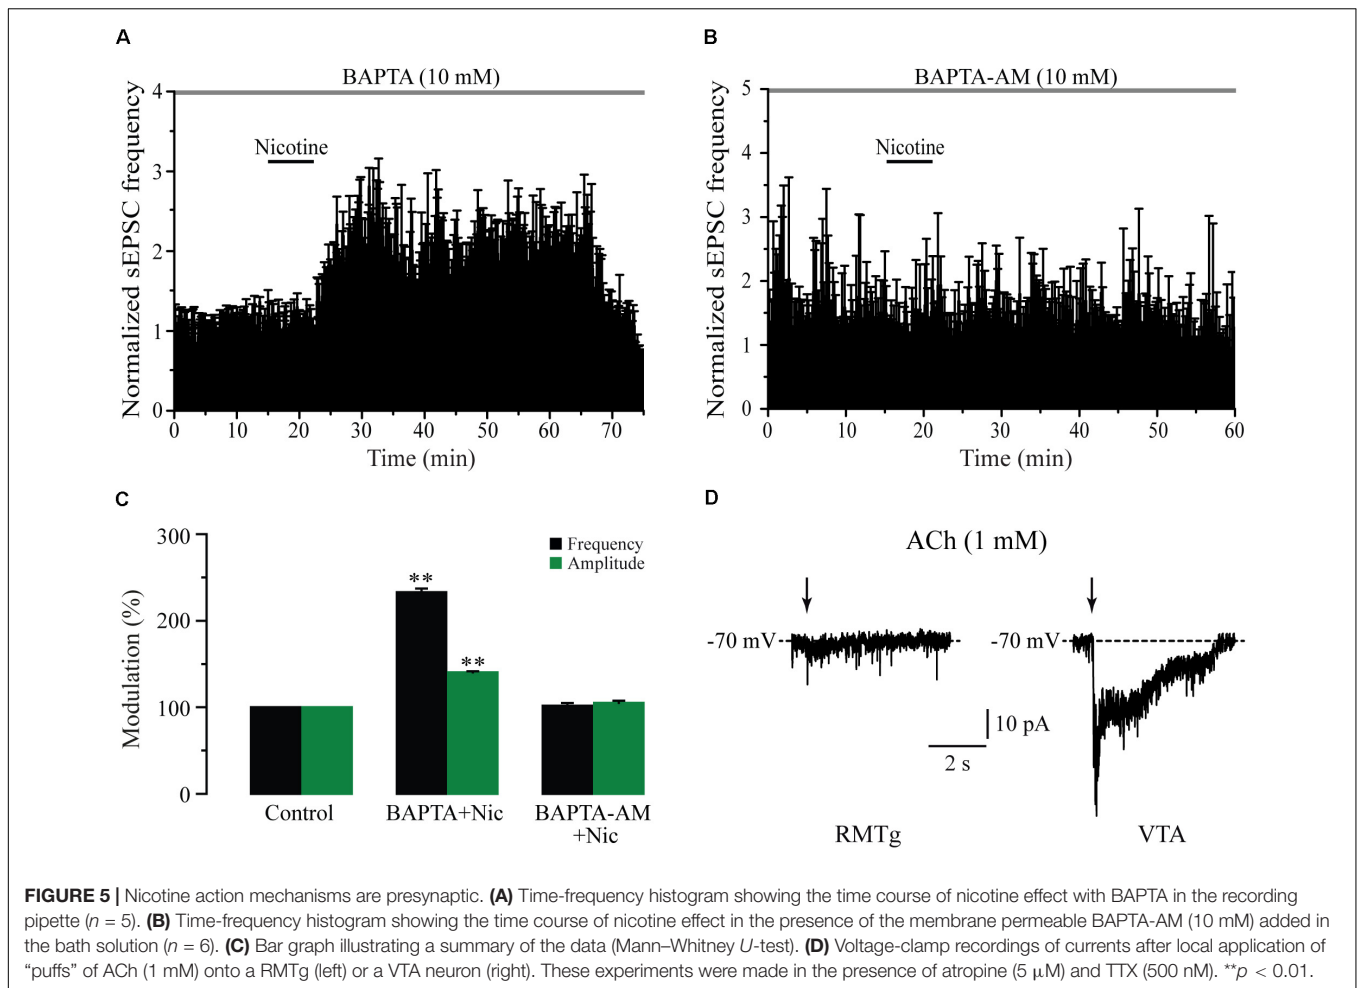 A
BAPTA (10 mM)
Nicotine
Normalized sEPSC frequency
4
3
2
1
0
0 10 20 30 40 50 60 70
Time (min)
B
BAPTA-AM (10 mM)
Nicotine
Normalized sEPSC frequency
5
4
3
2
1
0
0 10 20 30 40 50 60
Time (min)
C
Modulation (%)
300
200
100
0
Frequency
Amplitude
**
**
Control
BAPTA+Nic
BAPTA-AM
+Nic
D
ACh (1 mM)
-70 mV
-70 mV
10 pA
2 s
RMTg
VTA
FIGURE 5 | Nicotine action mechanisms are presynaptic. (A) Time-frequency histogram showing the time course of nicotine effect with BAPTA in the recording
pipette (n = 5). (B) Time-frequency histogram showing the time course of nicotine effect in the presence of the membrane permeable BAPTA-AM (10 mM) added in
the bath solution (n = 6). (C) Bar graph illustrating a summary of the data (Mann–Whitney U-test). (D) Voltage-clamp recordings of currents after local application of
“puffs” of ACh (1 mM) onto a RMTg (left) or a VTA neuron (right). These experiments were made in the presence of atropine (5 μM) and TTX (500 nM). **p < 0.01.